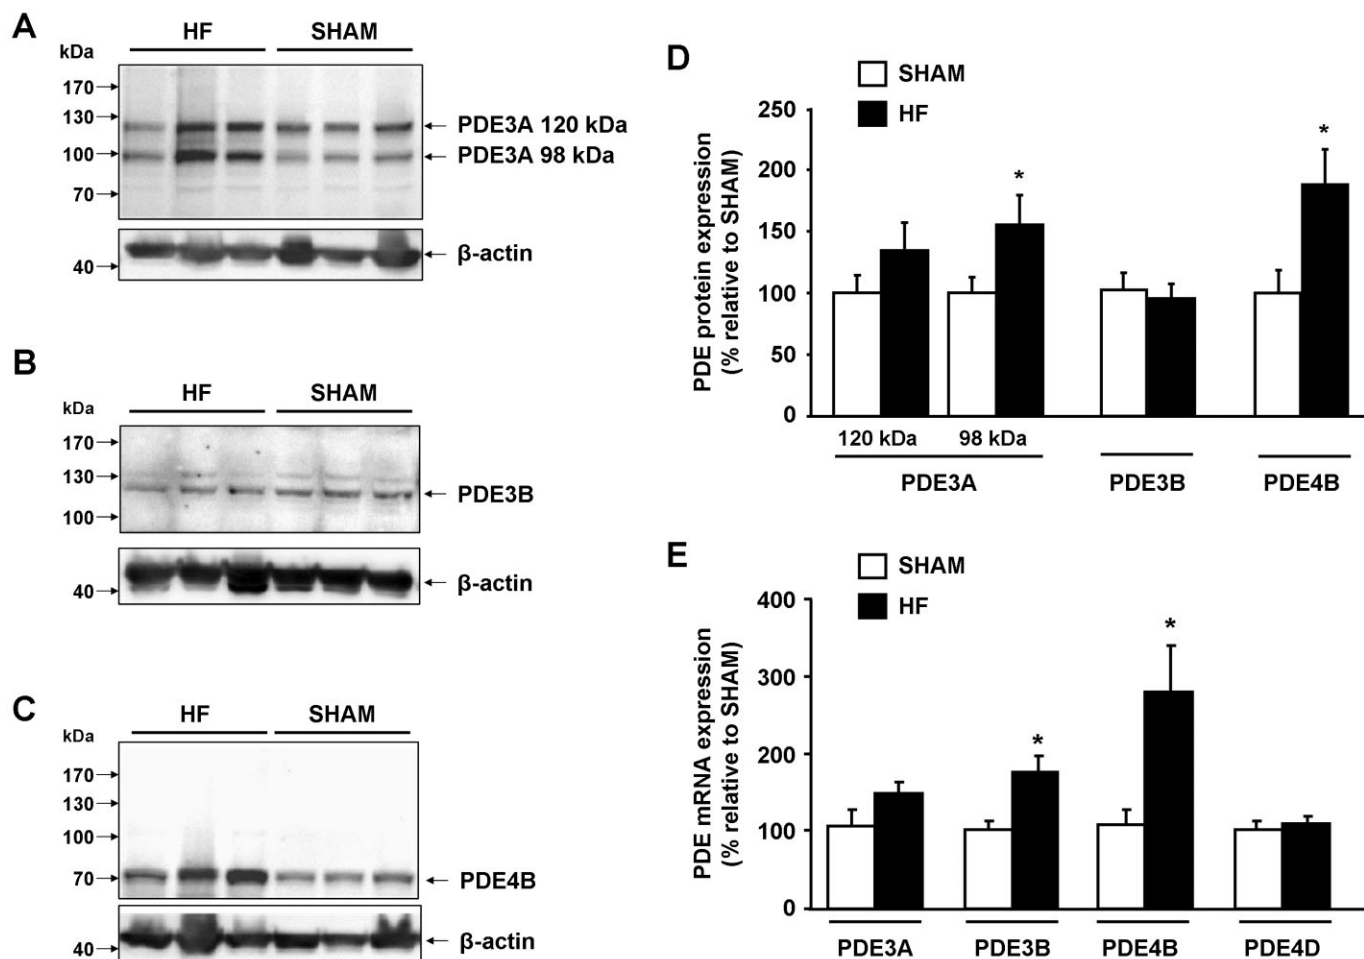 A
HF SHAM
kDa
170
130
PDE3A 120 kDa
100
PDE3A 98 kDa
70
β-actin
40
B
HF SHAM
kDa
170
130
PDE3B
100
β-actin
40
C
HF SHAM
kDa
170
130
100
70
PDE4B
β-actin
40
D
SHAM
HF
PDE protein expression
(% relative to SHAM)
250
200
150
100
50
0
*
*
120 kDa 98 kDa
PDE3A PDE3B PDE4B
E
SHAM
HF
PDE mRNA expression
(% relative to SHAM)
400
300
200
100
0
*
*
PDE3A PDE3B PDE4B PDE4D